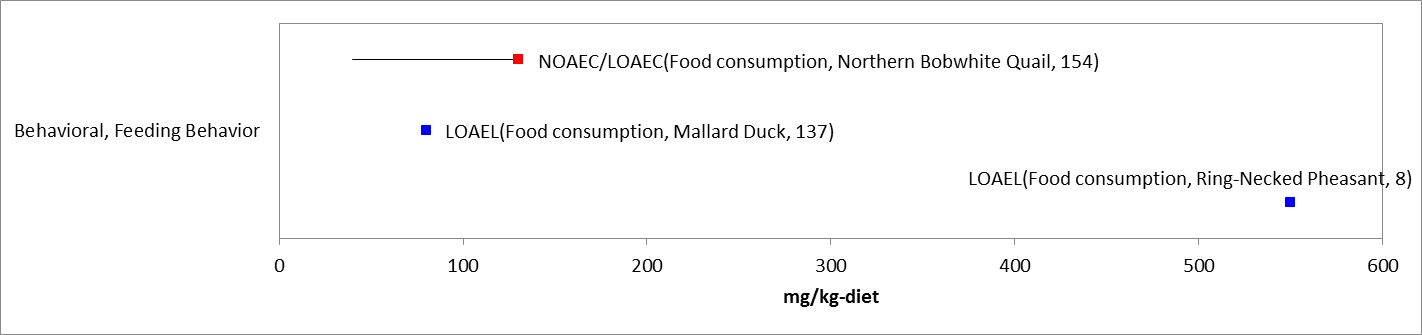 NOAEC/LOAEC(Food consumption, Northern Bobwhite Quail, 154)
Behavioral, Feeding Behavior
LOAEL(Food consumption, Mallard Duck, 137)
LOAEL(Food consumption, Ring-Necked Pheasant, 8)
0 100 200 300 400 500 600
mg/kg-diet